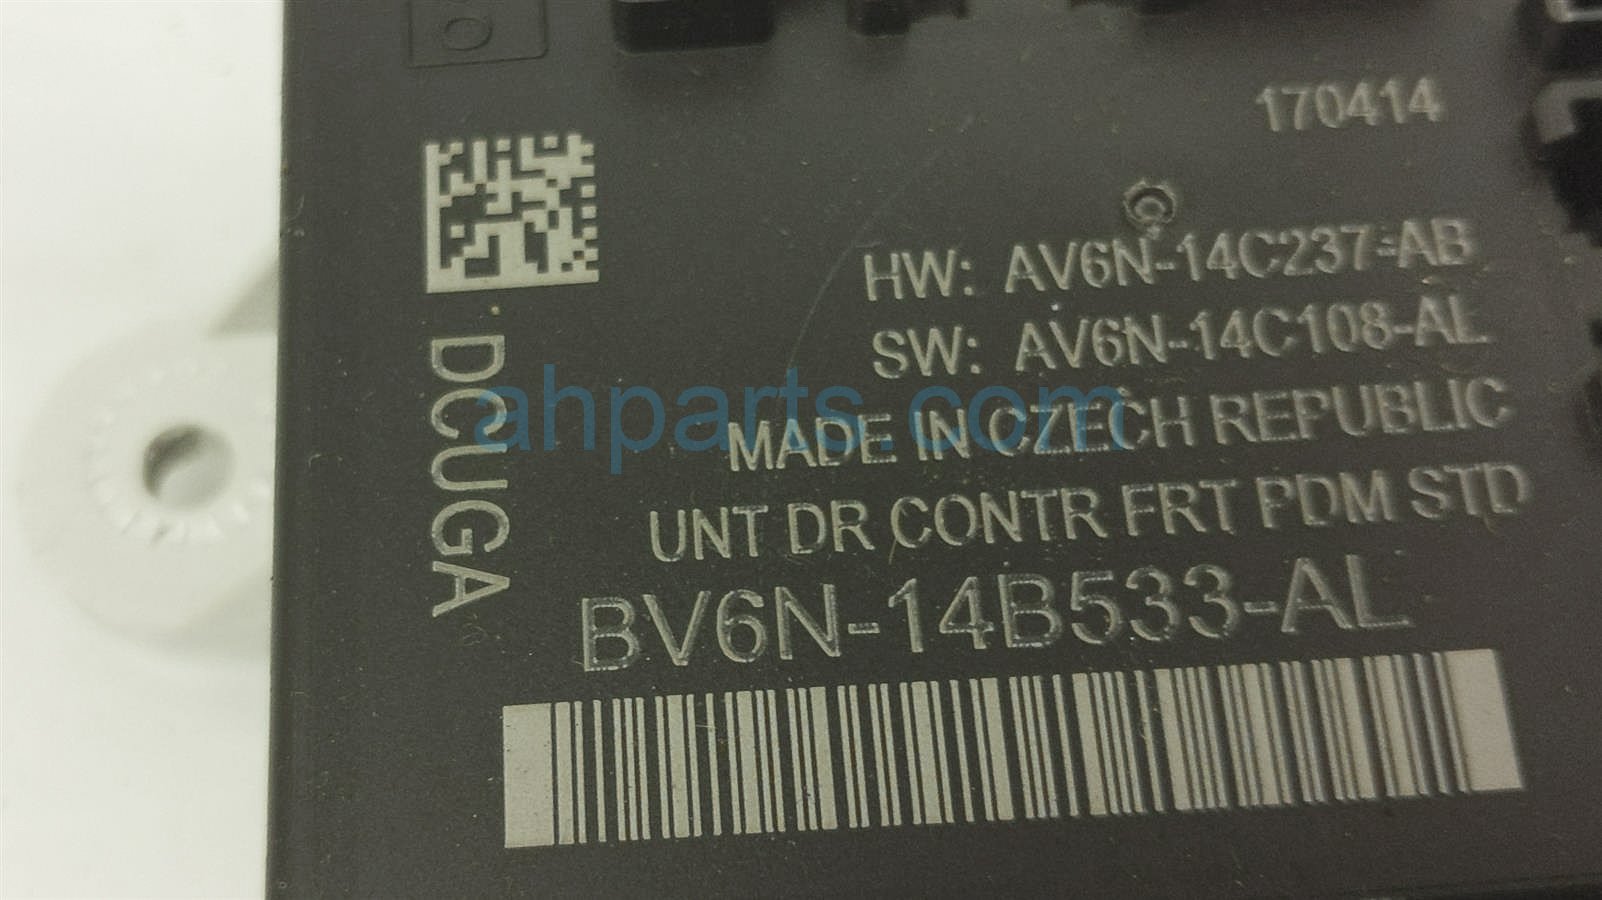 170414
HW: AV6N-14C237-AB
SW: AV6N-14C108-AL
MADE IN CZECH REPUBLIC
UNT DR CONTR FRT PDM STD
BV6N-14B533-AL
DCUGA
ahparts.com